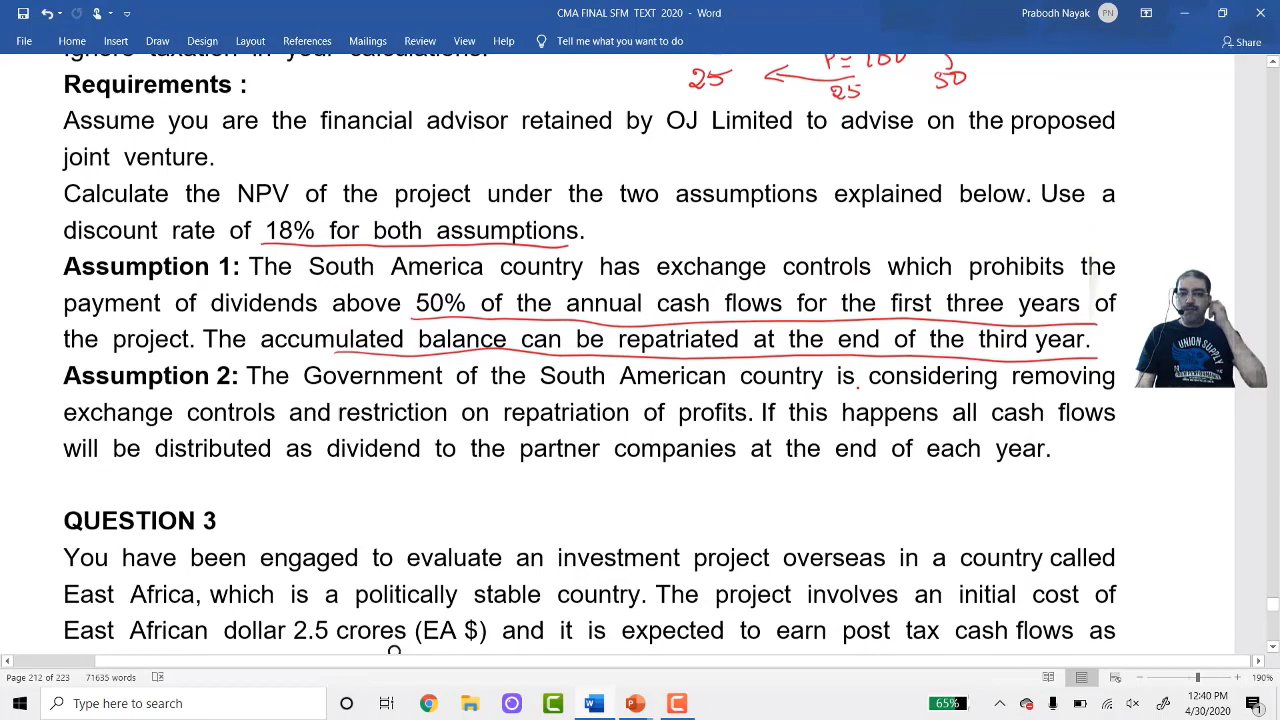 CMA FINAL SFM TEXT 2020 - Word
Prabodh Nayak
PN
File Home Insert Draw Design Layout References Mailings Review View Help Tell me what you want to do Share
Ignore taxation in your calculations.
P = 100
25
25
50
Requirements :
Assume you are the financial advisor retained by OJ Limited to advise on the proposed
joint venture.
Calculate the NPV of the project under the two assumptions explained below. Use a
discount rate of 18% for both assumptions.
Assumption 1: The South America country has exchange controls which prohibits the
payment of dividends above 50% of the annual cash flows for the first three years of
the project. The accumulated balance can be repatriated at the end of the third year.
Assumption 2: The Government of the South American country is considering removing
exchange controls and restriction on repatriation of profits. If this happens all cash flows
will be distributed as dividend to the partner companies at the end of each year.
UNION SUPPLY
QUESTION 3
You have been engaged to evaluate an investment project overseas in a country called
East Africa, which is a politically stable country. The project involves an initial cost of
East African dollar 2.5 crores (EA $) and it is expected to earn post tax cash flows as
Page 212 of 223 71635 words
190%
Type here to search
65%
12:40 PM
4/30/2020